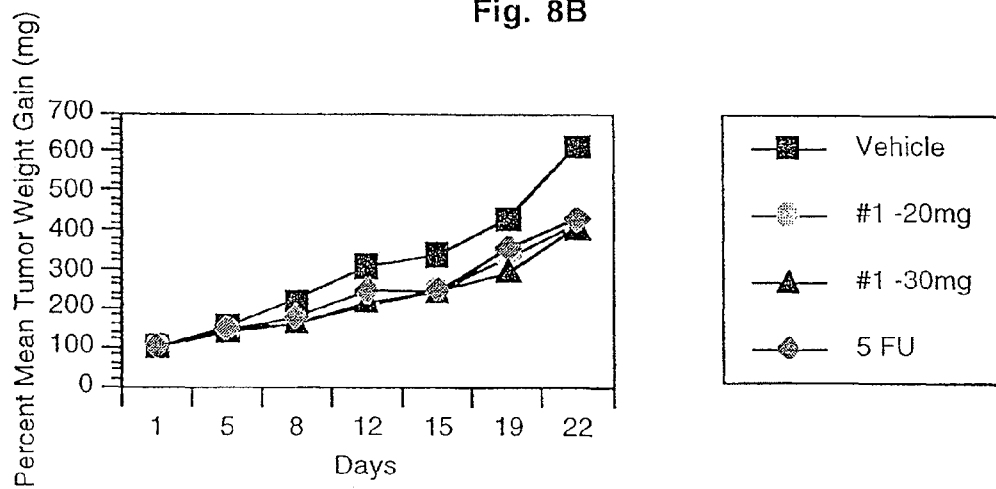 Fig. 8B
Percent Mean Tumor Weight Gain (mg)
700
600
500
400
300
200
100
0
1 5 8 12 15 19 22
Days
Vehicle
#1 -20mg
#1 -30mg
5 FU